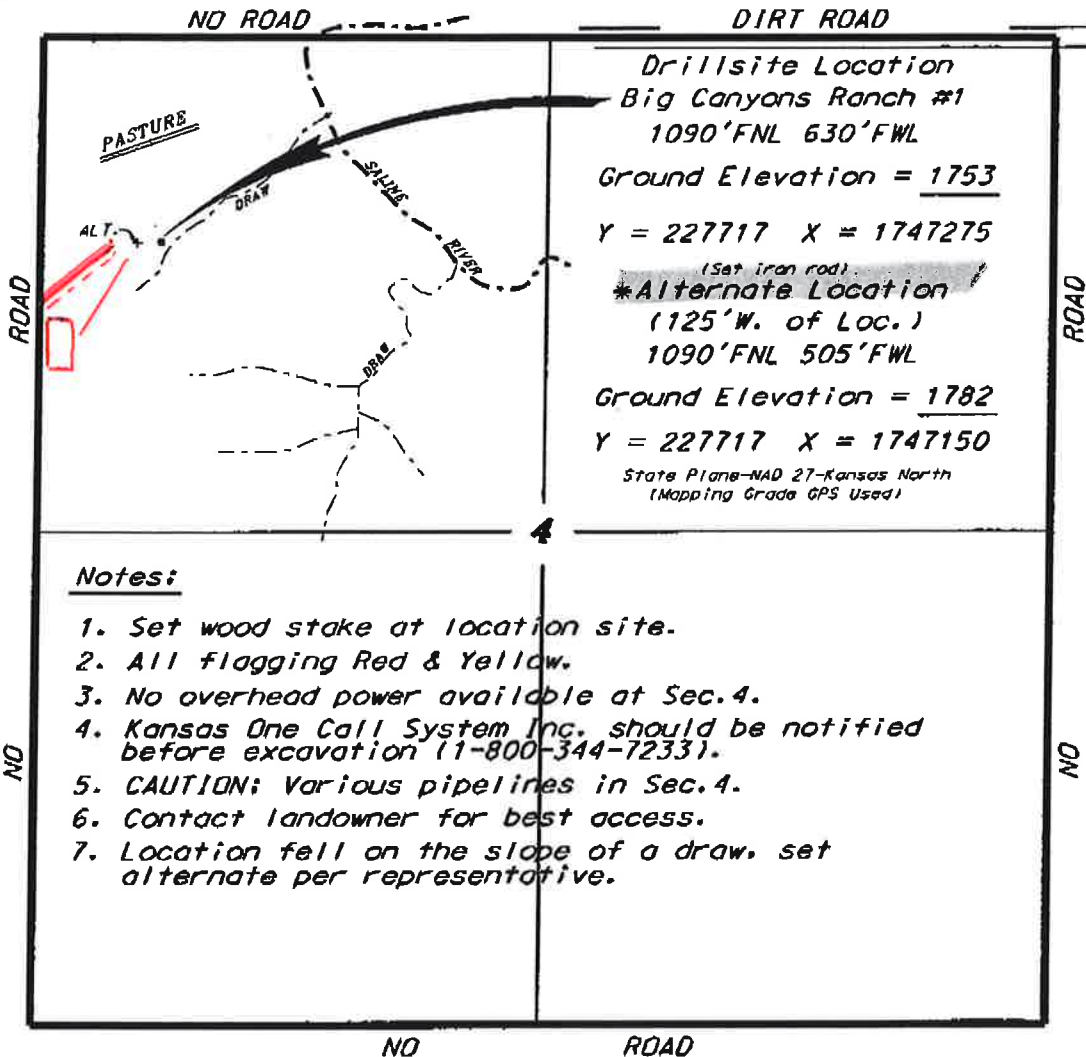 NO ROAD
DIRT ROAD
Drillsite Location
Big Canyons Ranch #1
1090'FNL 630'FWL
Ground Elevation = 1753
Y = 227717 X = 1747275
(Set iron rod)
*Alternate Location
(125'W. of Loc.)
1090'FNL 505'FWL
Ground Elevation = 1782
Y = 227717 X = 1747150
State Plane-NAD 27-Kansas North
(Mapping Grade GPS Used)
PASTURE
DRAW
SALINE
RIVER
ALT.
DRAW
ROAD
ROAD
4
Notes:
1. Set wood stake at location site.
2. All flagging Red & Yellow.
3. No overhead power available at Sec.4.
4. Kansas One Call System Inc. should be notified
before excavation (1-800-344-7233).
5. CAUTION: Various pipelines in Sec.4.
6. Contact landowner for best access.
7. Location fell on the slope of a draw, set
alternate per representative.
NO
NO
NO ROAD